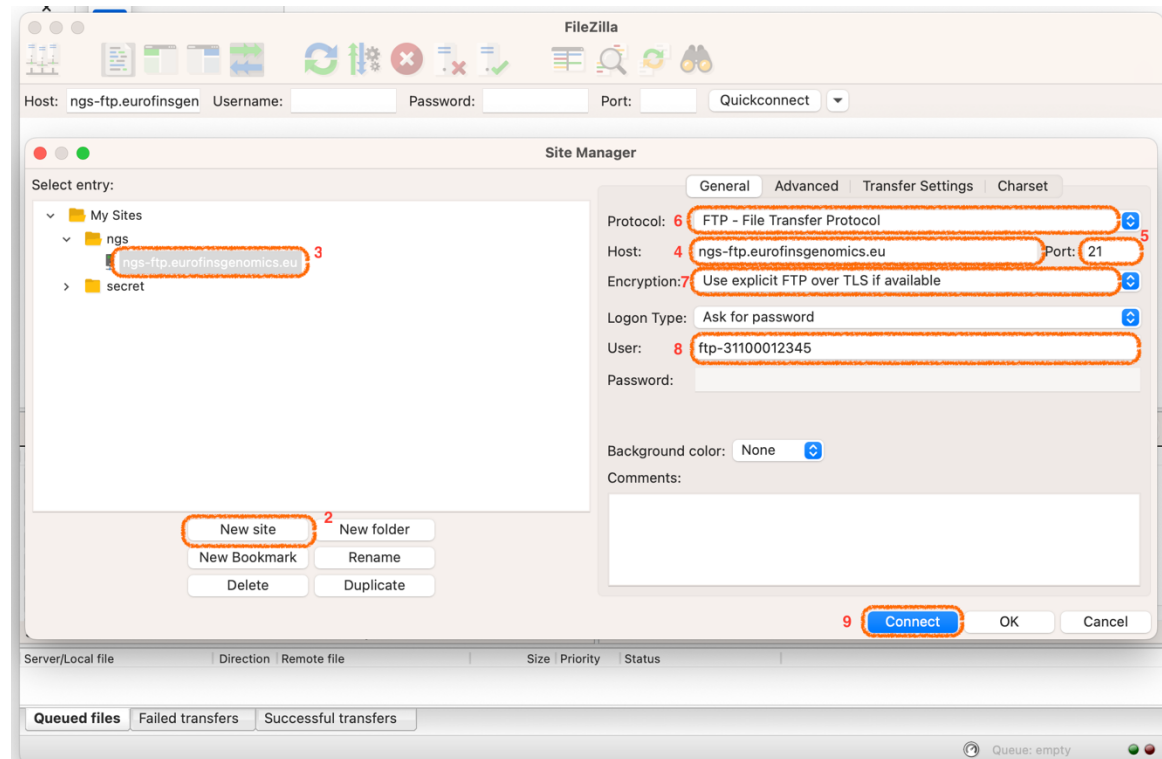 FileZilla
Host: ngs-ftp.eurofinsgen Username: Password: Port: Quickconnect
Site Manager
Select entry:
General Advanced Transfer Settings Charset
My Sites
ngs
ngs-ftp.eurofinsgenomics.eu 3
secret
Protocol: 6 FTP - File Transfer Protocol
Host: 4 ngs-ftp.eurofinsgenomics.eu Port: 21 5
Encryption: 7 Use explicit FTP over TLS if available
Logon Type: Ask for password
User: 8 ftp-31100012345
Password:
Background color: None
Comments:
New site 2 New folder
New Bookmark Rename
Delete Duplicate
9 Connect OK Cancel
Server/Local file Direction Remote file Size Priority Status
Queued files Failed transfers Successful transfers
Queue: empty